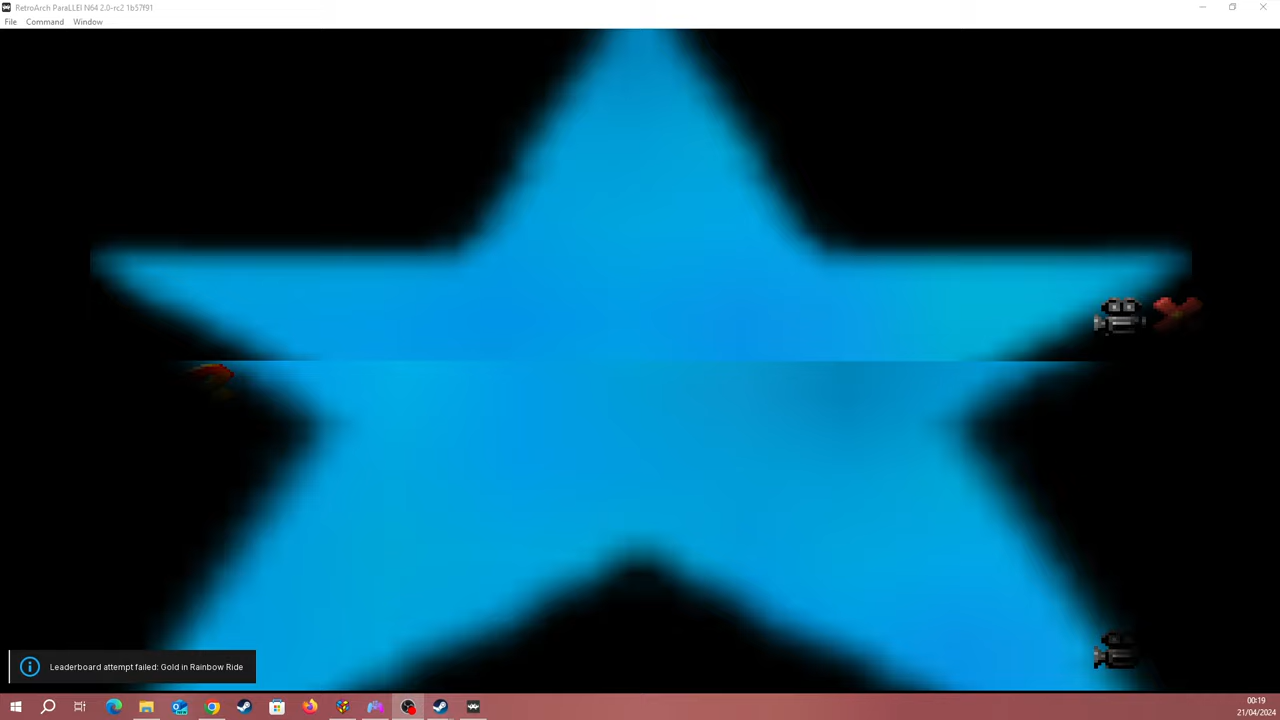 RetroArch ParaLLEl N64 2.0-rc2 1b57f91
File Command Window
Leaderboard attempt failed: Gold in Rainbow Ride
00:19
21/04/2024